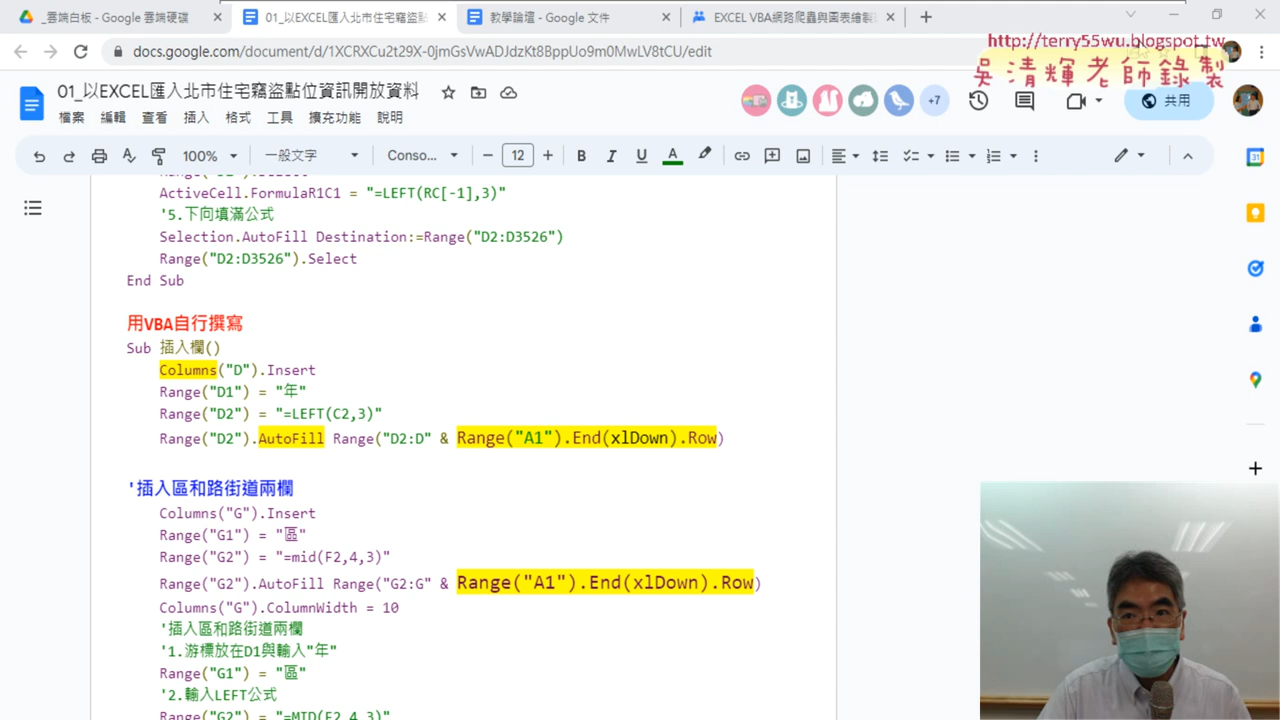 _雲端白板 - Google 雲端硬碟
01_以EXCEL匯入北市住宅竊盜點
教學論壇 - Google 文件
EXCEL VBA網路爬蟲與圖表繪製
docs.google.com/document/d/1XCRXCu2t29X-0jmGsVwADJdzKt8BppUo9m0MwLV8tCU/edit
http://terry55wu.blogspot.tw
吳清輝老師錄製
01_以EXCEL匯入北市住宅竊盜點位資訊開放資料
+7
共用
檔案 編輯 查看 插入 格式 工具 擴充功能 說明
100% 一般文字 Conso... 12
ActiveCell.FormulaR1C1 = "=LEFT(RC[-1],3)"
'5.下向填滿公式
Selection.AutoFill Destination:=Range("D2:D3526")
Range("D2:D3526").Select
End Sub
用VBA自行撰寫
Sub 插入欄()
Columns("D").Insert
Range("D1") = "年"
Range("D2") = "=LEFT(C2,3)"
Range("D2").AutoFill Range("D2:D" & Range("A1").End(xlDown).Row)
'插入區和路街道兩欄
Columns("G").Insert
Range("G1") = "區"
Range("G2") = "=mid(F2,4,3)"
Range("G2").AutoFill Range("G2:G" & Range("A1").End(xlDown).Row)
Columns("G").ColumnWidth = 10
'插入區和路街道兩欄
'1.游標放在D1與輸入"年"
Range("G1") = "區"
'2.輸入LEFT公式
Range("G2") = "=MID(F2,4,3)"